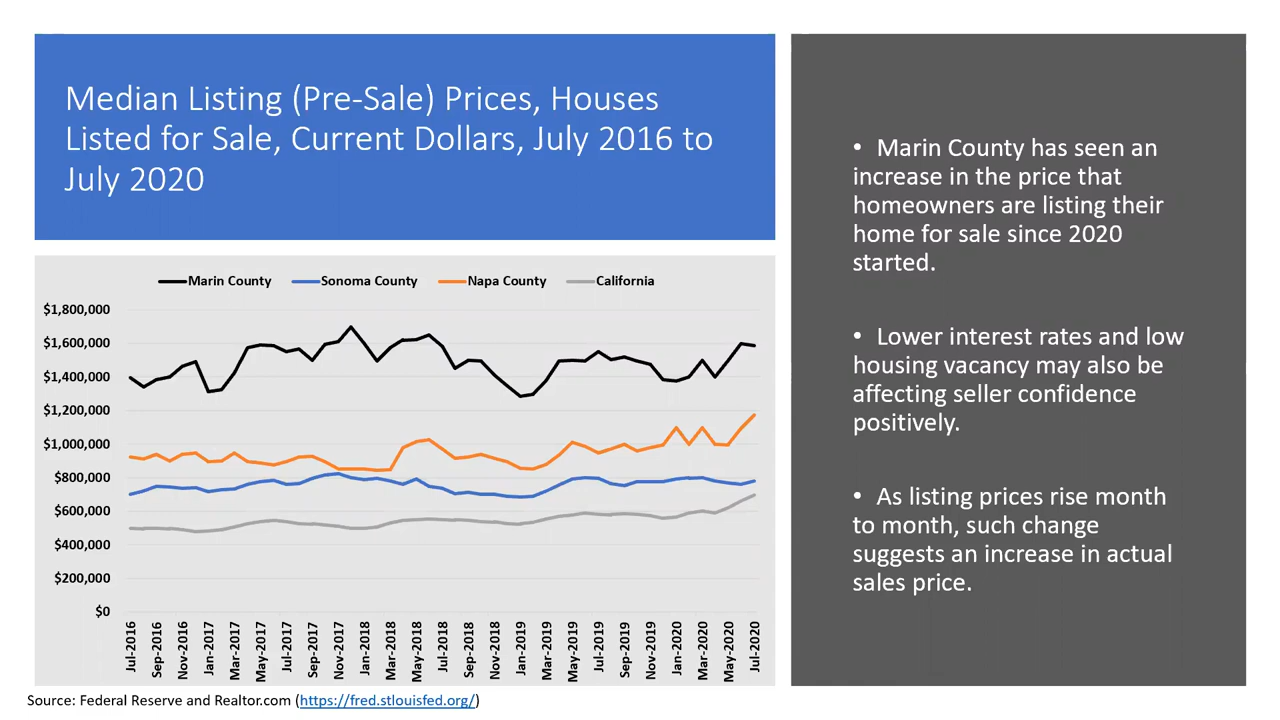 Median Listing (Pre-Sale) Prices, Houses
Listed for Sale, Current Dollars, July 2016 to
July 2020
Marin County Sonoma County Napa County California
$1,800,000
$1,600,000
$1,400,000
$1,200,000
$1,000,000
$800,000
$600,000
$400,000
$200,000
$0
Jul-2016
Sep-2016
Nov-2016
Jan-2017
Mar-2017
May-2017
Jul-2017
Sep-2017
Nov-2017
Jan-2018
Mar-2018
May-2018
Jul-2018
Sep-2018
Nov-2018
Jan-2019
Mar-2019
May-2019
Jul-2019
Sep-2019
Nov-2019
Jan-2020
Mar-2020
May-2020
Jul-2020
Source: Federal Reserve and Realtor.com (https://fred.stlouisfed.org/)
• Marin County has seen an
increase in the price that
homeowners are listing their
home for sale since 2020
started.
• Lower interest rates and low
housing vacancy may also be
affecting seller confidence
positively.
• As listing prices rise month
to month, such change
suggests an increase in actual
sales price.